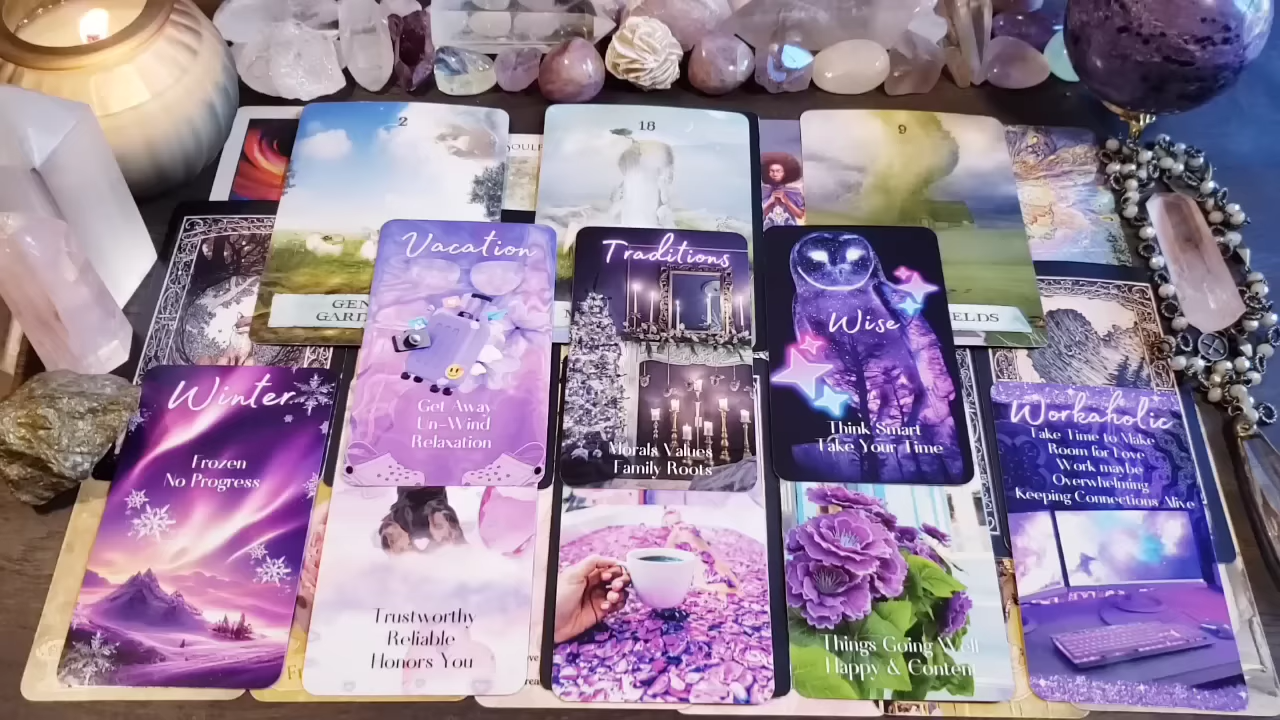 2
18
9
GEN
GARD
ELDS
Vacation
Get Away
Un-Wind
Relaxation
Traditions
Morals Values
Family Roots
Wise
Think Smart
Take Your Time
Winter
Frozen
No Progress
Trustworthy
Reliable
Honors You
Things Going Well
Happy & Content
Workaholic
Take Time to Make
Room for Love
Work maybe
Overwhelming
Keeping Connections Alive